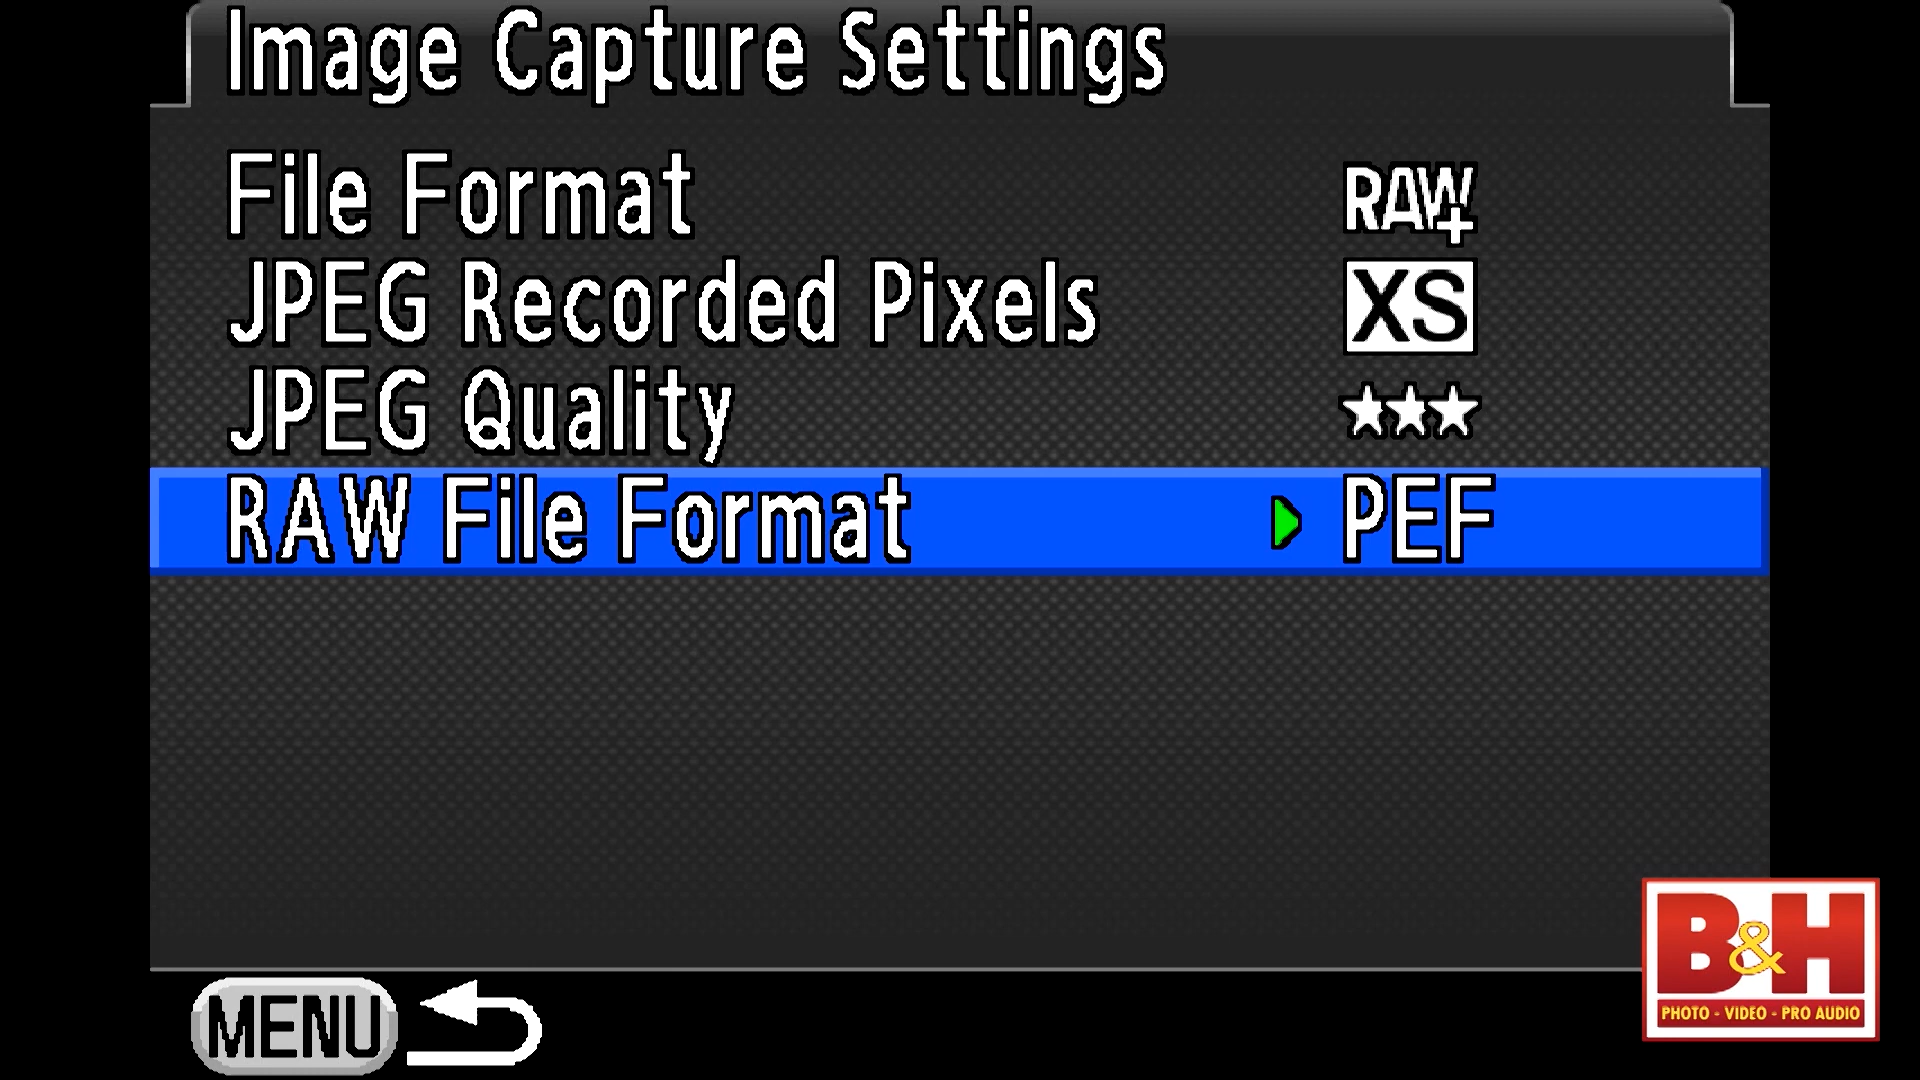 Image Capture Settings
File Format RAW+
JPEG Recorded Pixels XS
JPEG Quality ★★★
RAW File Format PEF
MENU
B&H
PHOTO - VIDEO - PRO AUDIO